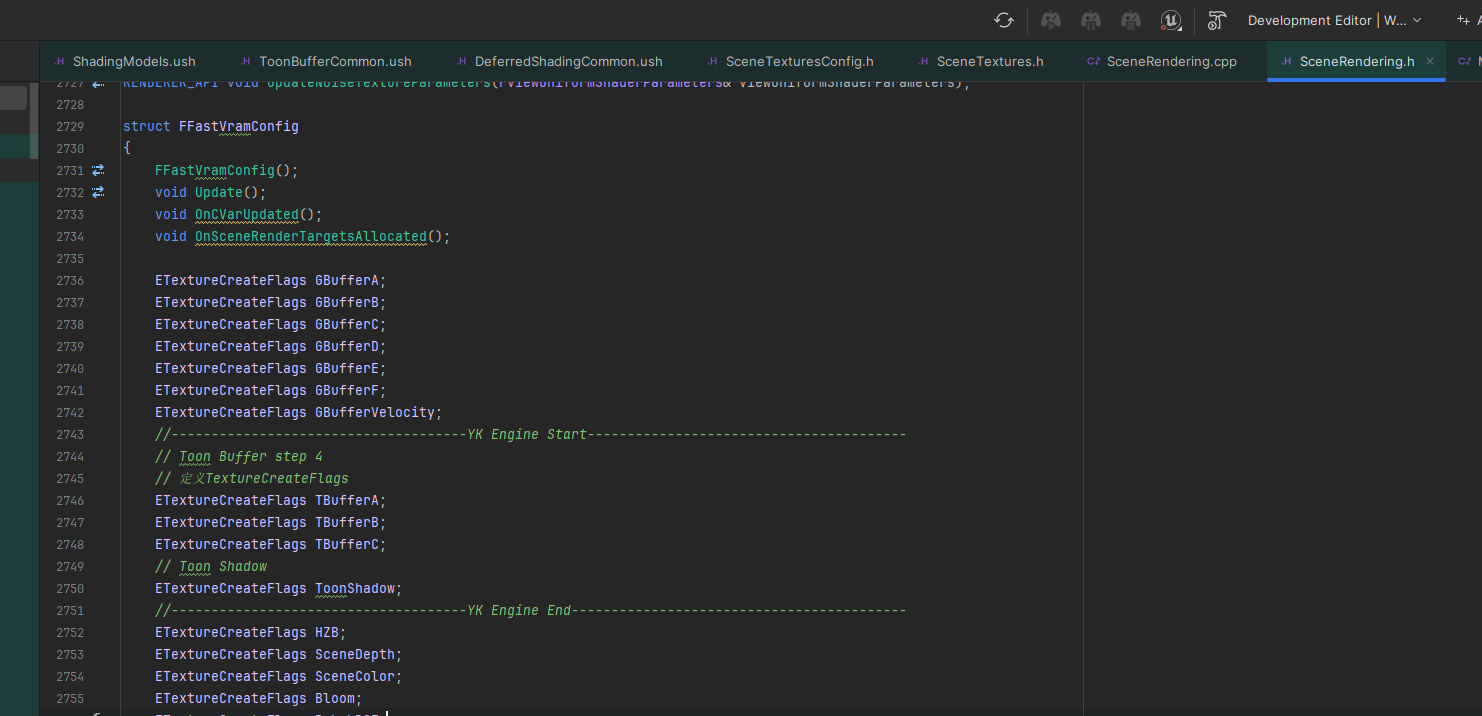 Development Editor | W...
ShadingModels.ush
ToonBufferCommon.ush
DeferredShadingCommon.ush
SceneTexturesConfig.h
SceneTextures.h
SceneRendering.cpp
SceneRendering.h
2727 RENDERER_API void UpdateNoiseTextureParameters(FViewUniformShaderParameters& ViewUniformShaderParameters);
2728
2729 struct FFastVramConfig
2730 {
2731 FFastVramConfig();
2732 void Update();
2733 void OnCVarUpdated();
2734 void OnSceneRenderTargetsAllocated();
2735
2736 ETextureCreateFlags GBufferA;
2737 ETextureCreateFlags GBufferB;
2738 ETextureCreateFlags GBufferC;
2739 ETextureCreateFlags GBufferD;
2740 ETextureCreateFlags GBufferE;
2741 ETextureCreateFlags GBufferF;
2742 ETextureCreateFlags GBufferVelocity;
2743 //-------------------------------------YK Engine Start----------------------------------------
2744 // Toon Buffer step 4
2745 // 定义TextureCreateFlags
2746 ETextureCreateFlags TBufferA;
2747 ETextureCreateFlags TBufferB;
2748 ETextureCreateFlags TBufferC;
2749 // Toon Shadow
2750 ETextureCreateFlags ToonShadow;
2751 //-------------------------------------YK Engine End------------------------------------------
2752 ETextureCreateFlags HZB;
2753 ETextureCreateFlags SceneDepth;
2754 ETextureCreateFlags SceneColor;
2755 ETextureCreateFlags Bloom;